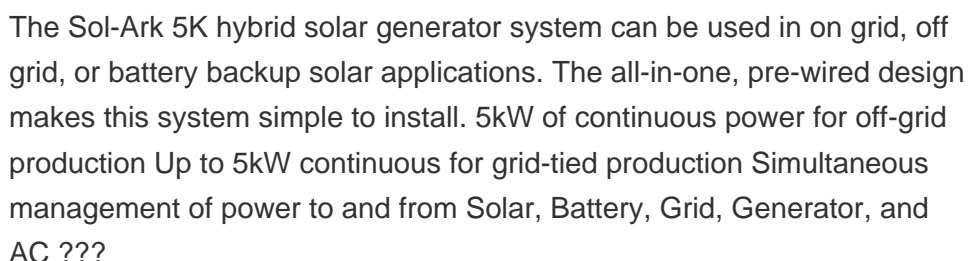 The Sol-Ark 5K hybrid solar generator system can be used in on grid, off
grid, or battery backup solar applications. The all-in-one, pre-wired design
makes this system simple to install. 5kW of continuous power for off-grid
production Up to 5kW continuous for grid-tied production Simultaneous
management of power to and from Solar, Battery, Grid, Generator, and
AC ???